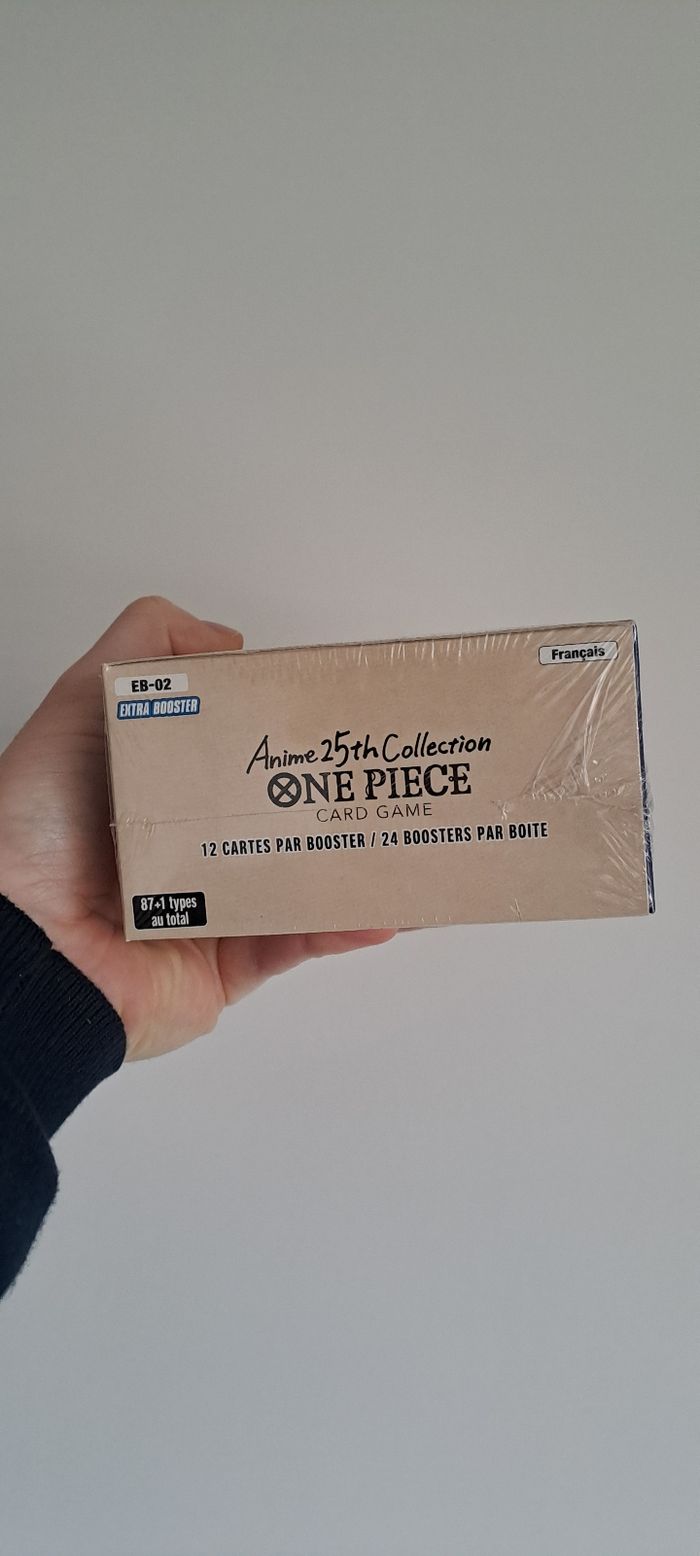 EB-02
Français
EXTRA BOOSTER
Anime 25th Collection
ONE PIECE
CARD GAME
12 CARTES PAR BOOSTER / 24 BOOSTERS PAR BOITE
87+1 types
au total